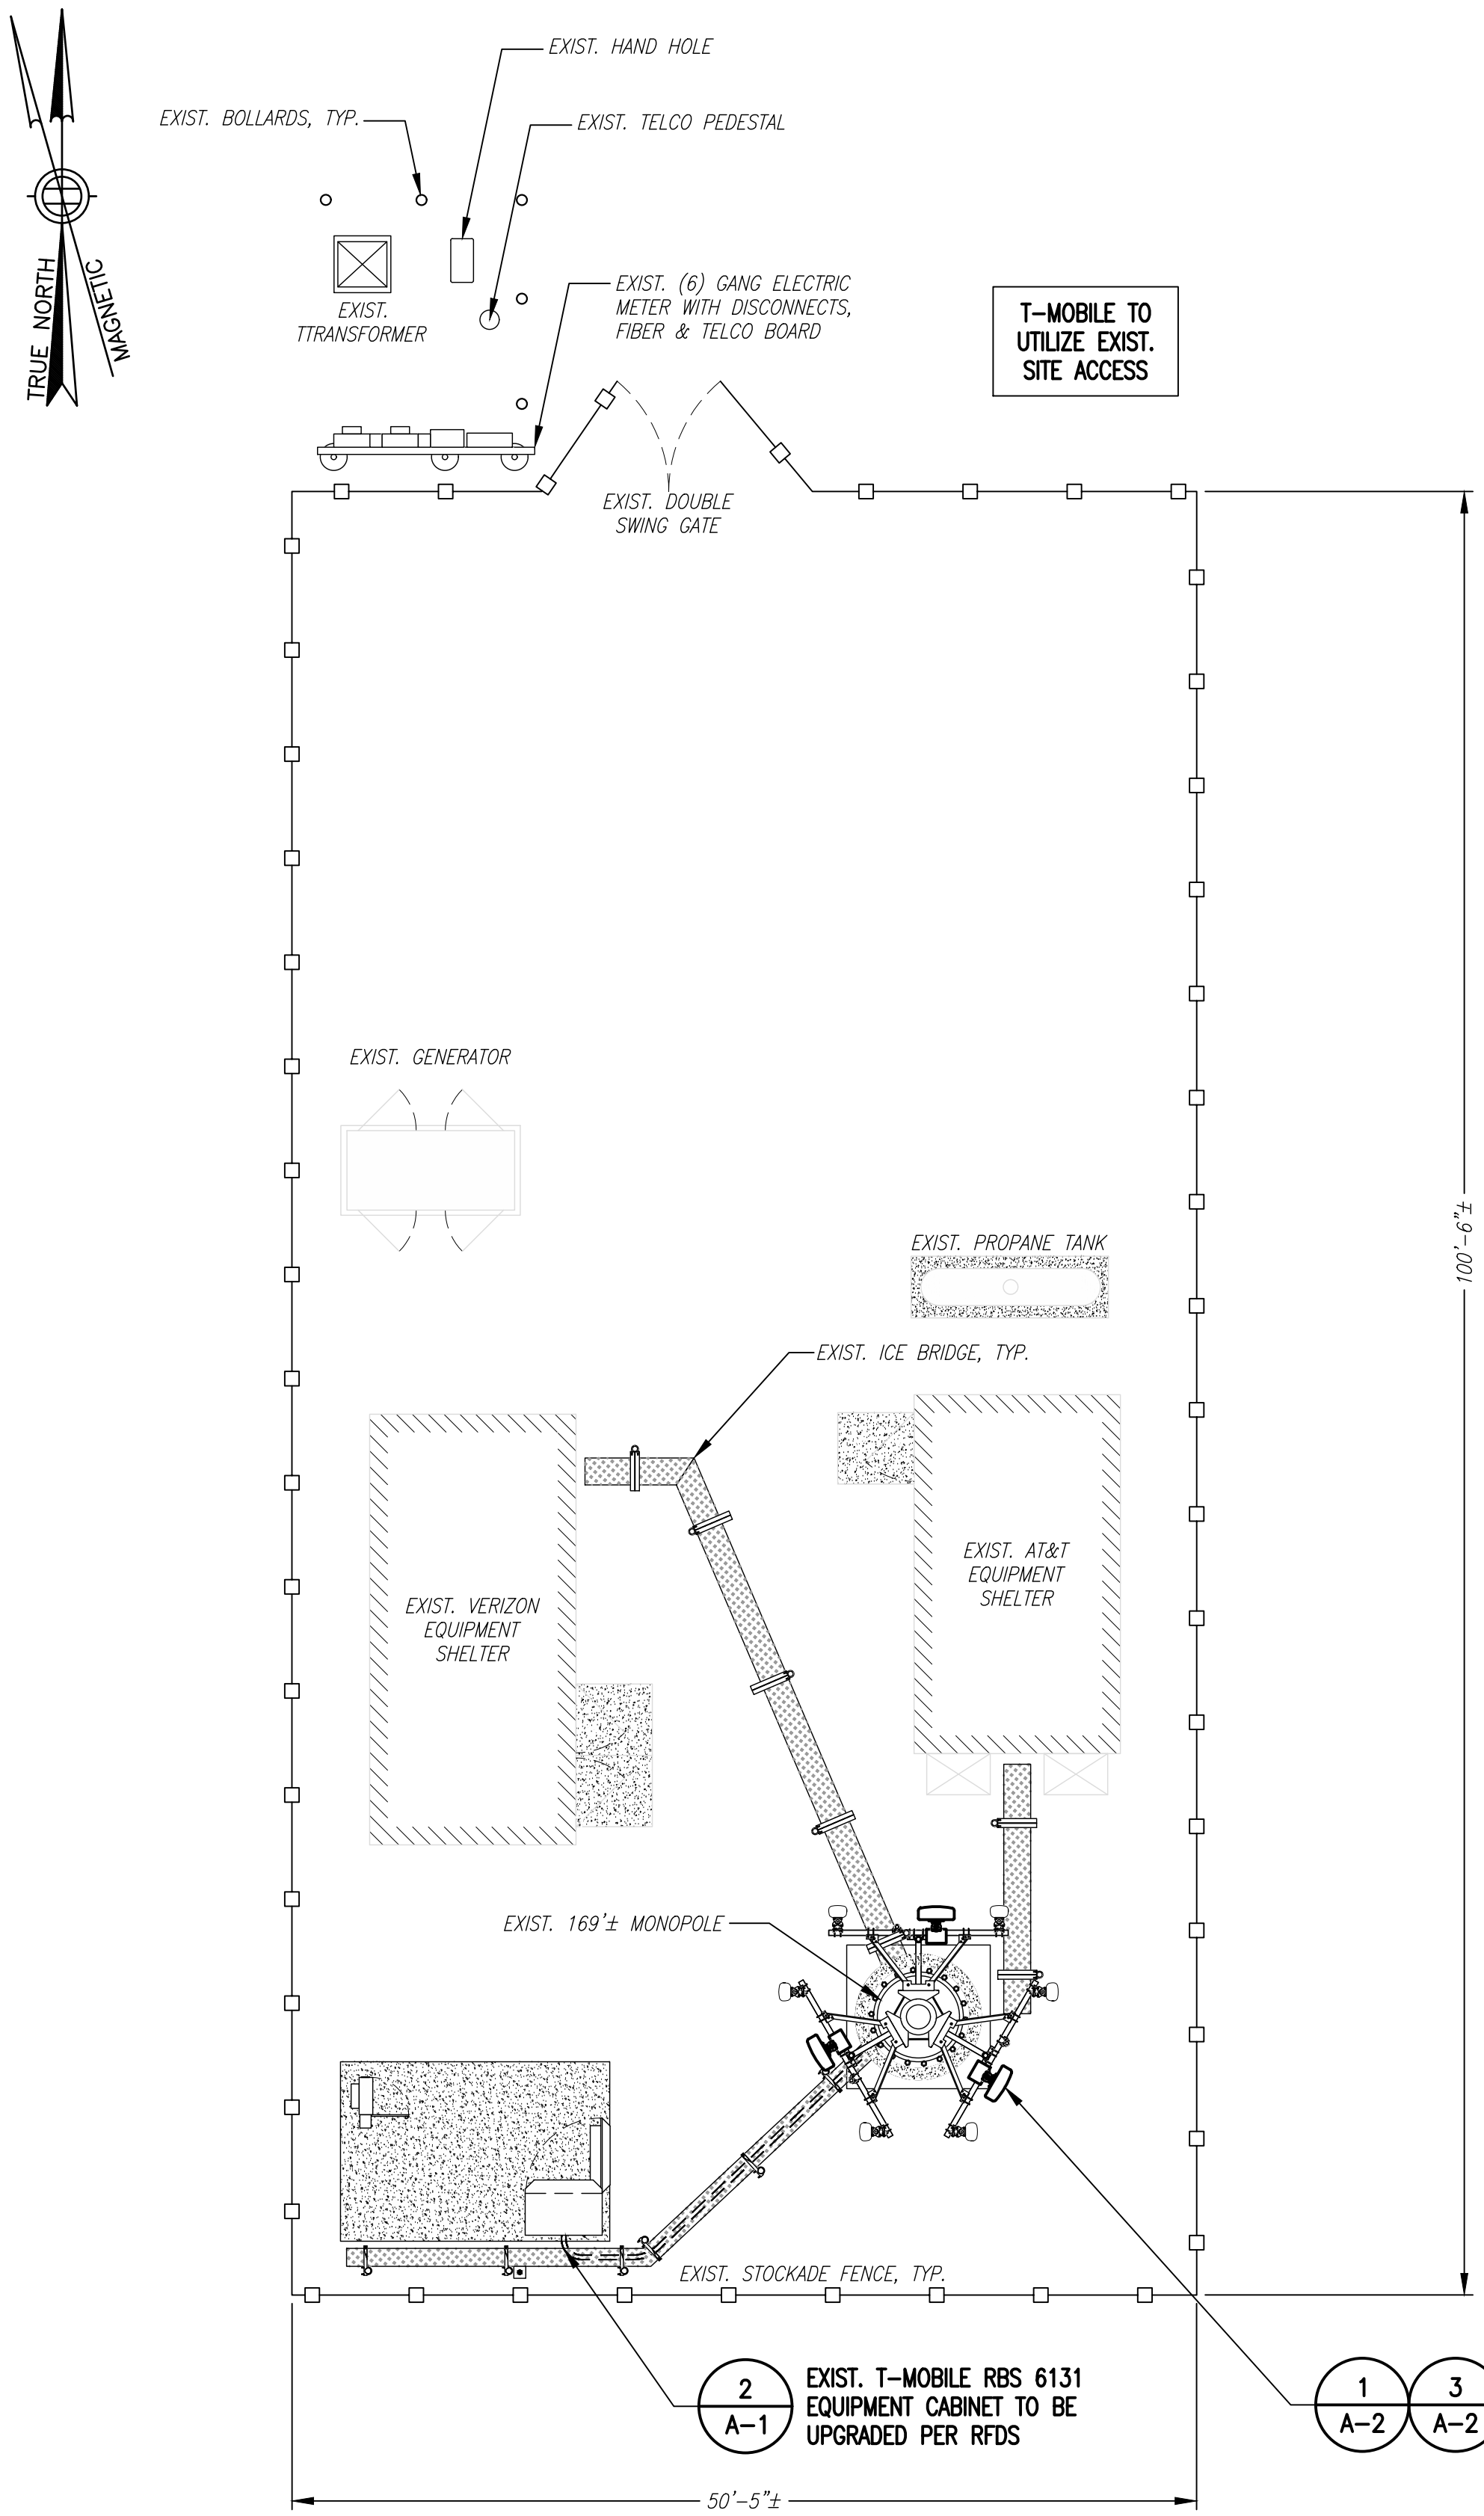 EXIST. HAND HOLE
EXIST. BOLLARDS, TYP.
EXIST. TELCO PEDESTAL
TRUE NORTH
MAGNETIC
EXIST.
TTRANSFORMER
EXIST. (6) GANG ELECTRIC
METER WITH DISCONNECTS,
FIBER & TELCO BOARD
T-MOBILE TO
UTILIZE EXIST.
SITE ACCESS
EXIST. DOUBLE
SWING GATE
EXIST. GENERATOR
EXIST. PROPANE TANK
100'-6"±
EXIST. ICE BRIDGE, TYP.
EXIST. AT&T
EQUIPMENT
SHELTER
EXIST. VERIZON
EQUIPMENT
SHELTER
EXIST. 169'± MONOPOLE
EXIST. STOCKADE FENCE, TYP.
2
A-1
EXIST. T-MOBILE RBS 6131
EQUIPMENT CABINET TO BE
UPGRADED PER RFDS
1
A-2
3
A-2
50'-5"±